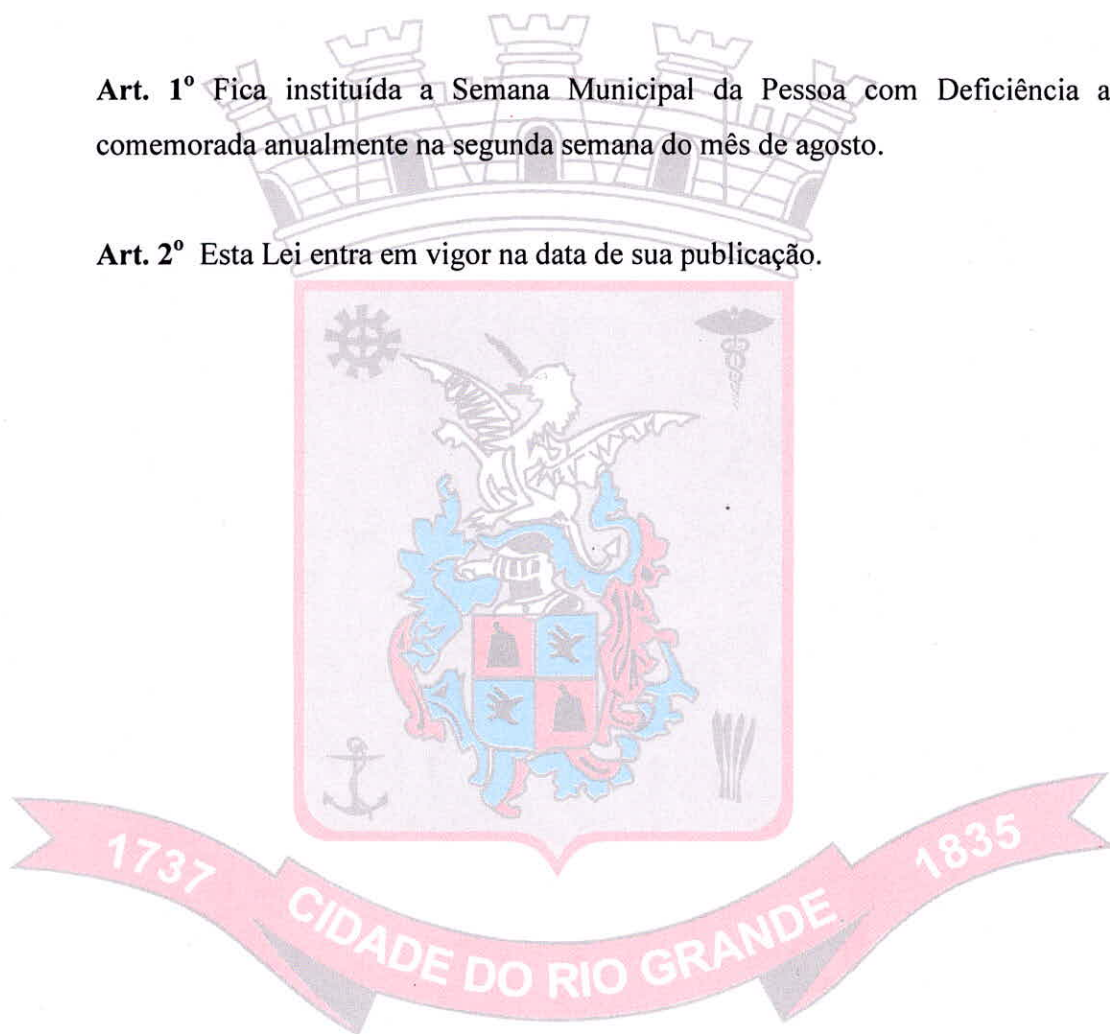 Art. 1º Fica instituída a Semana Municipal da Pessoa com Deficiência a
comemorada anualmente na segunda semana do mês de agosto.
Art. 2º Esta Lei entra em vigor na data de sua publicação.
1737 CIDADE DO RIO GRANDE 1835